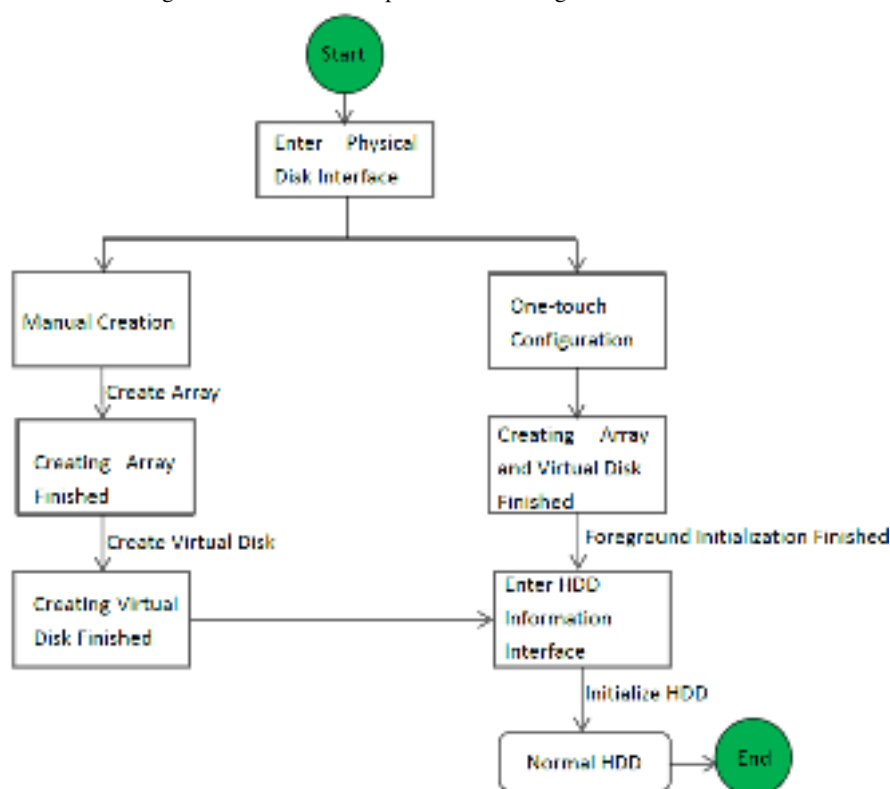 Start
Enter Physical
Disk Interface
Manual Creation
One-touch
Configuration
Create Array
Creating Array
Finished
Creating Array
and Virtual Disk
Finished
Create Virtual Disk
Foreground Initialization Finished
Creating Virtual
Disk Finished
Enter HDD
Information
Interface
Initialize HDD
Normal HDD
End